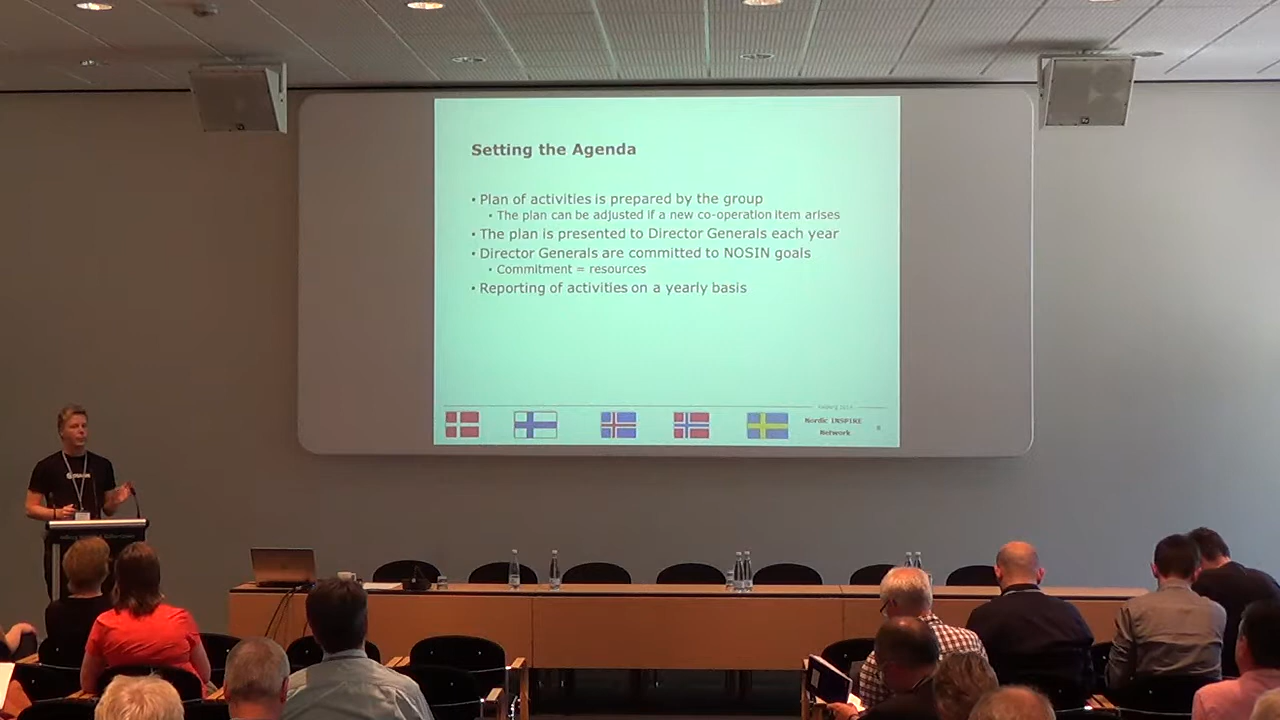 Setting the Agenda
• Plan of activities is prepared by the group
• The plan can be adjusted if a new co-operation item arises
• The plan is presented to Director Generals each year
• Director Generals are committed to NOSIN goals
• Commitment = resources
• Reporting of activities on a yearly basis
Nordic INSPIRE
Network
8